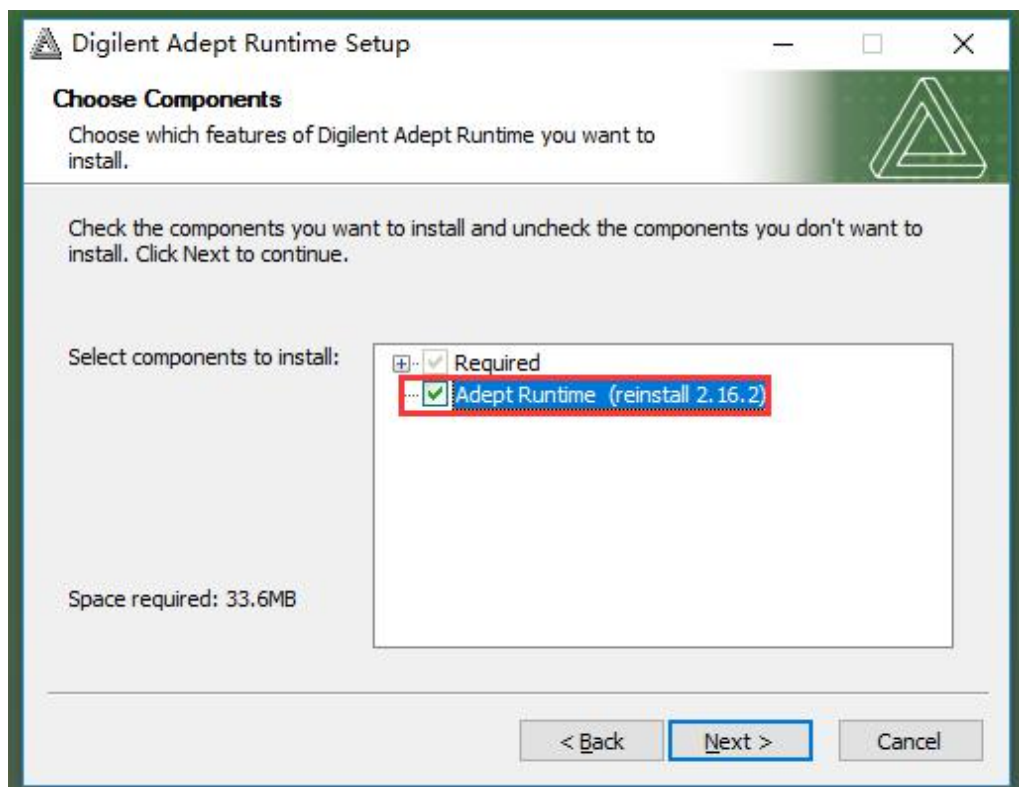 Digilent Adept Runtime Setup
Choose Components
Choose which features of Digilent Adept Runtime you want to
install.
Check the components you want to install and uncheck the components you don't want to
install. Click Next to continue.
Select components to install:
Required
Adept Runtime (reinstall 2.16.2)
Space required: 33.6MB
< Back
Next >
Cancel